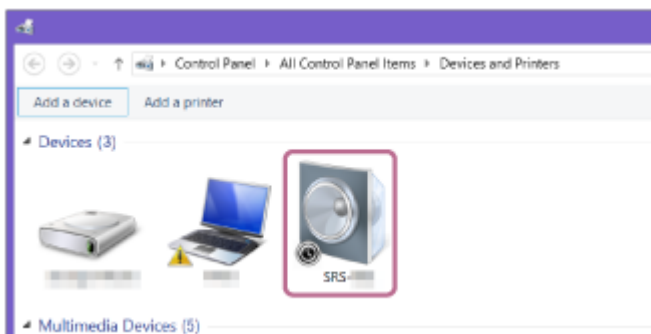 Control Panel ▸ All Control Panel Items ▸ Devices and Printers
Add a device Add a printer
Devices (3)
SRS-
Multimedia Devices (5)